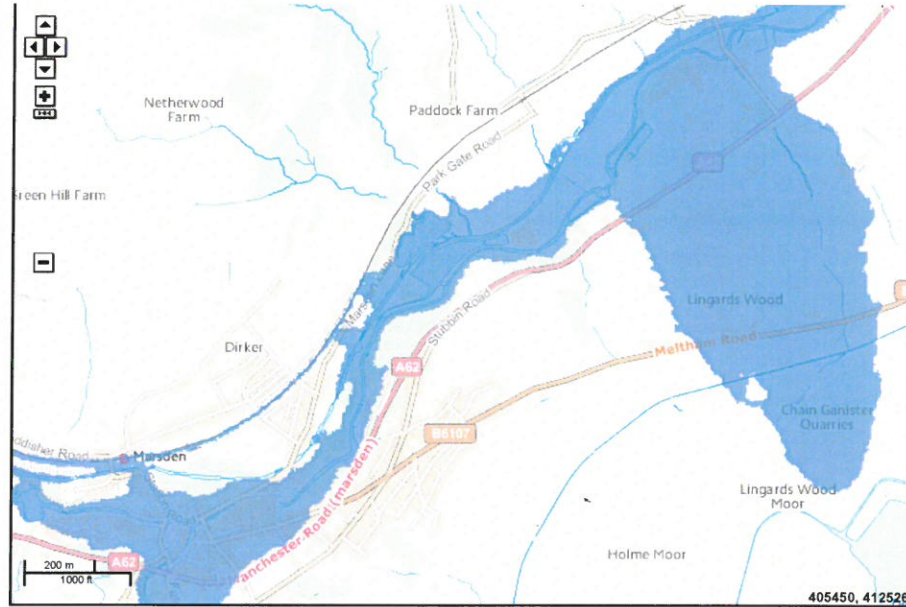 Netherwood
Farm
Paddock Farm
Green Hill Farm
Park Gate Road
A62
Lingards Wood
Stubbin Road
Dirker
Meltham Road
A62
Chain Ganister
Quarries
B6107
Marsden
Lingards Wood
Moor
Manchester Road (marsden)
Holme Moor
A62
200 m
1000 ft
405450, 412526